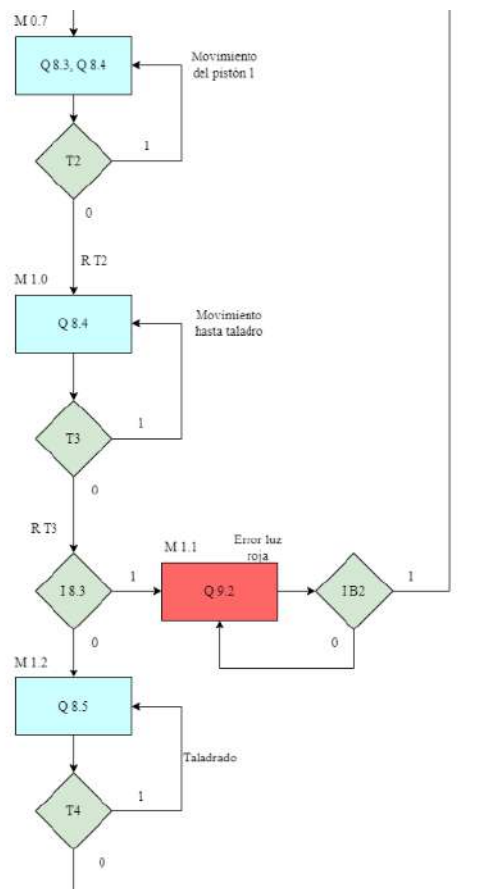 M 0.7
Q 8.3, Q 8.4
Movimiento
del pistón 1
T2
1
0
R T2
M 1.0
Q 8.4
Movimiento
hasta taladro
T3
1
0
R T3
M 1.1
Error luz
roja
I 8.3
1
Q 9.2
I B2
1
0
0
M 1.2
Q 8.5
Taladrado
T4
1
0